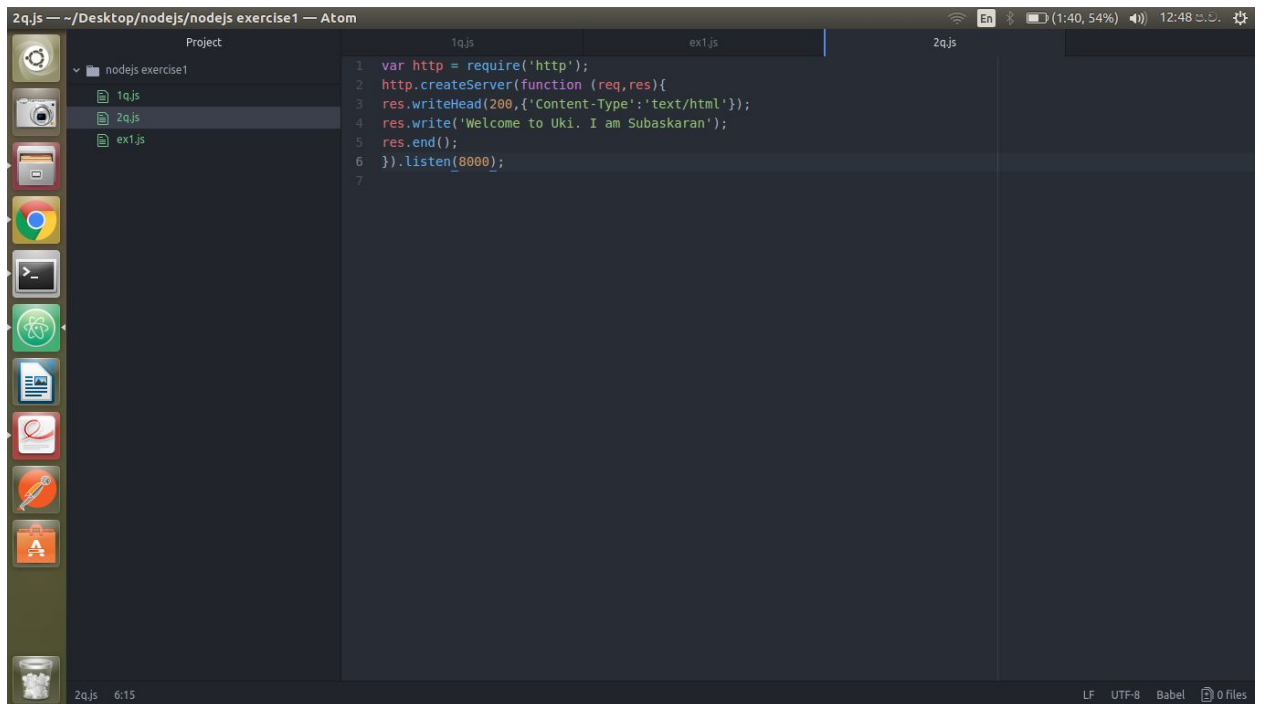 2q.js — ~/Desktop/nodejs/nodejs exercise1 — Atom
En (1:40, 54%) 12:48 ප.ව.
Project 1q.js ex1.js 2q.js
nodejs exercise1
1q.js
2q.js
ex1.js
1 var http = require('http');
2 http.createServer(function (req,res){
3 res.writeHead(200,{'Content-Type':'text/html'});
4 res.write('Welcome to Uki. I am Subaskaran');
5 res.end();
6 }).listen(8000);
7
2q.js 6:15 LF UTF-8 Babel 0 files